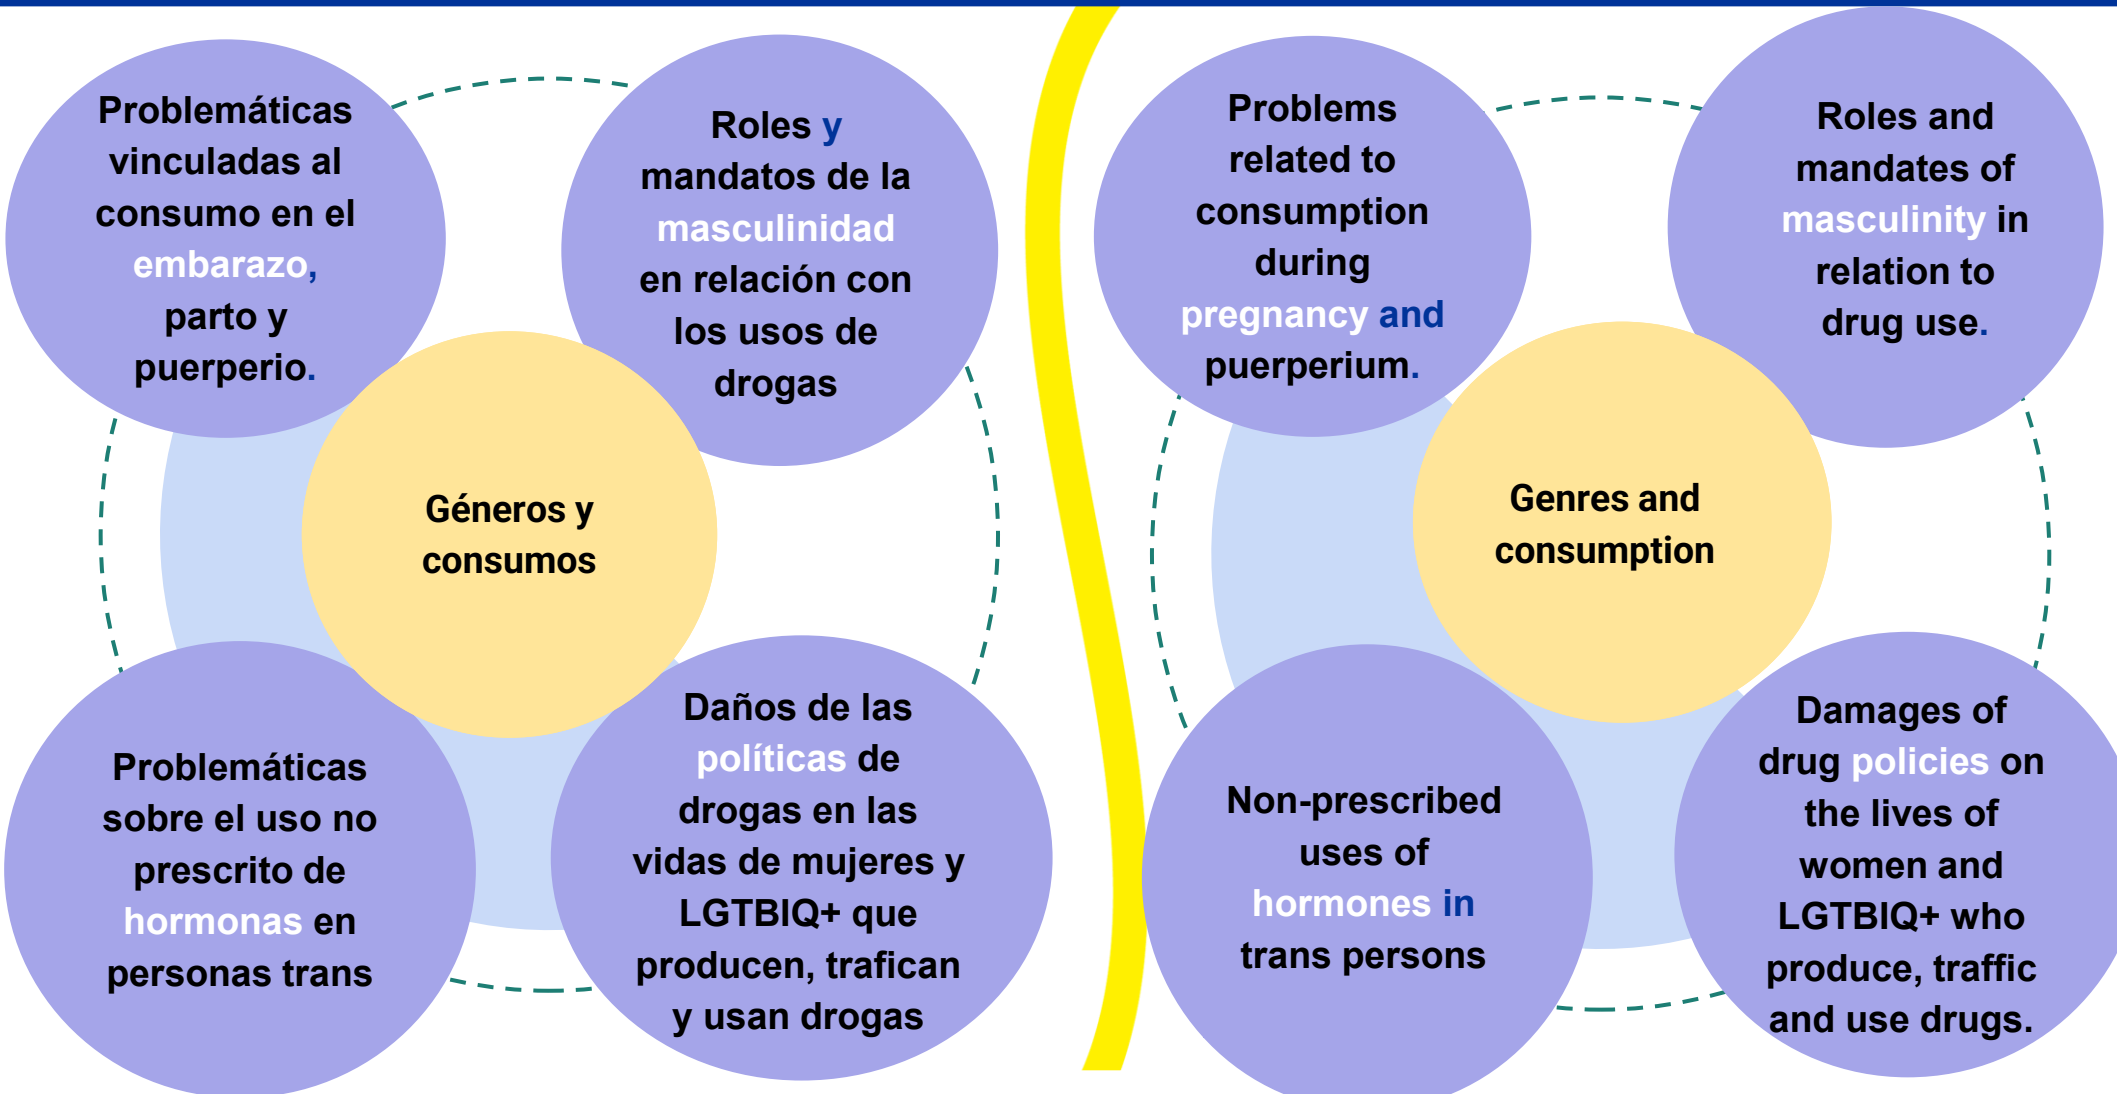 Problemáticas
vinculadas al
consumo en el
embarazo,
parto y
puerperio.
Roles y
mandatos de la
masculinidad
en relación con
los usos de
drogas
Géneros y
consumos
Problemáticas
sobre el uso no
prescrito de
hormonas en
personas trans
Daños de las
políticas de
drogas en las
vidas de mujeres y
LGTBIQ+ que
producen, trafican
y usan drogas
Problems
related to
consumption
during
pregnancy and
puerperium.
Roles and
mandates of
masculinity in
relation to
drug use.
Genres and
consumption
Non-prescribed
uses of
hormones in
trans persons
Damages of
drug policies on
the lives of
women and
LGTBIQ+ who
produce, traffic
and use drugs.